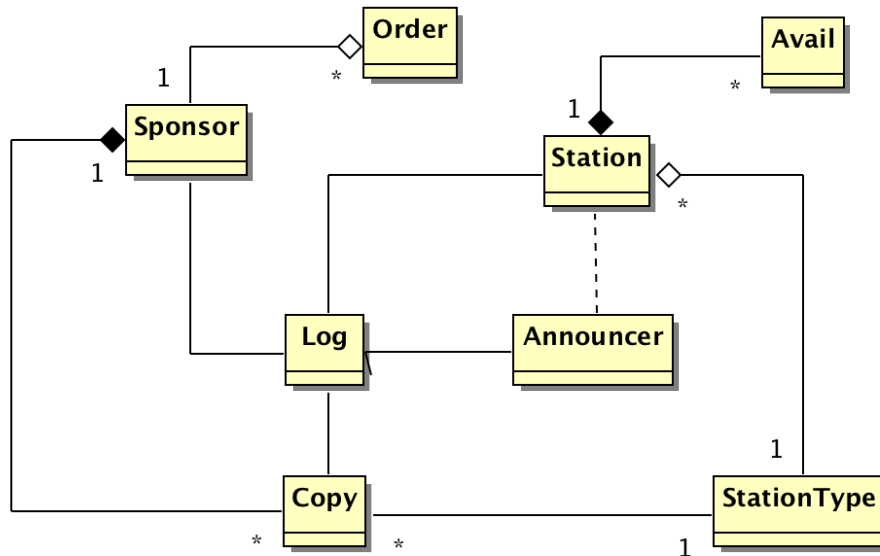 Order
Avail
1
*
*
Sponsor
1
Station
1
*
Log
Announcer
1
Copy
StationType
*
*
1